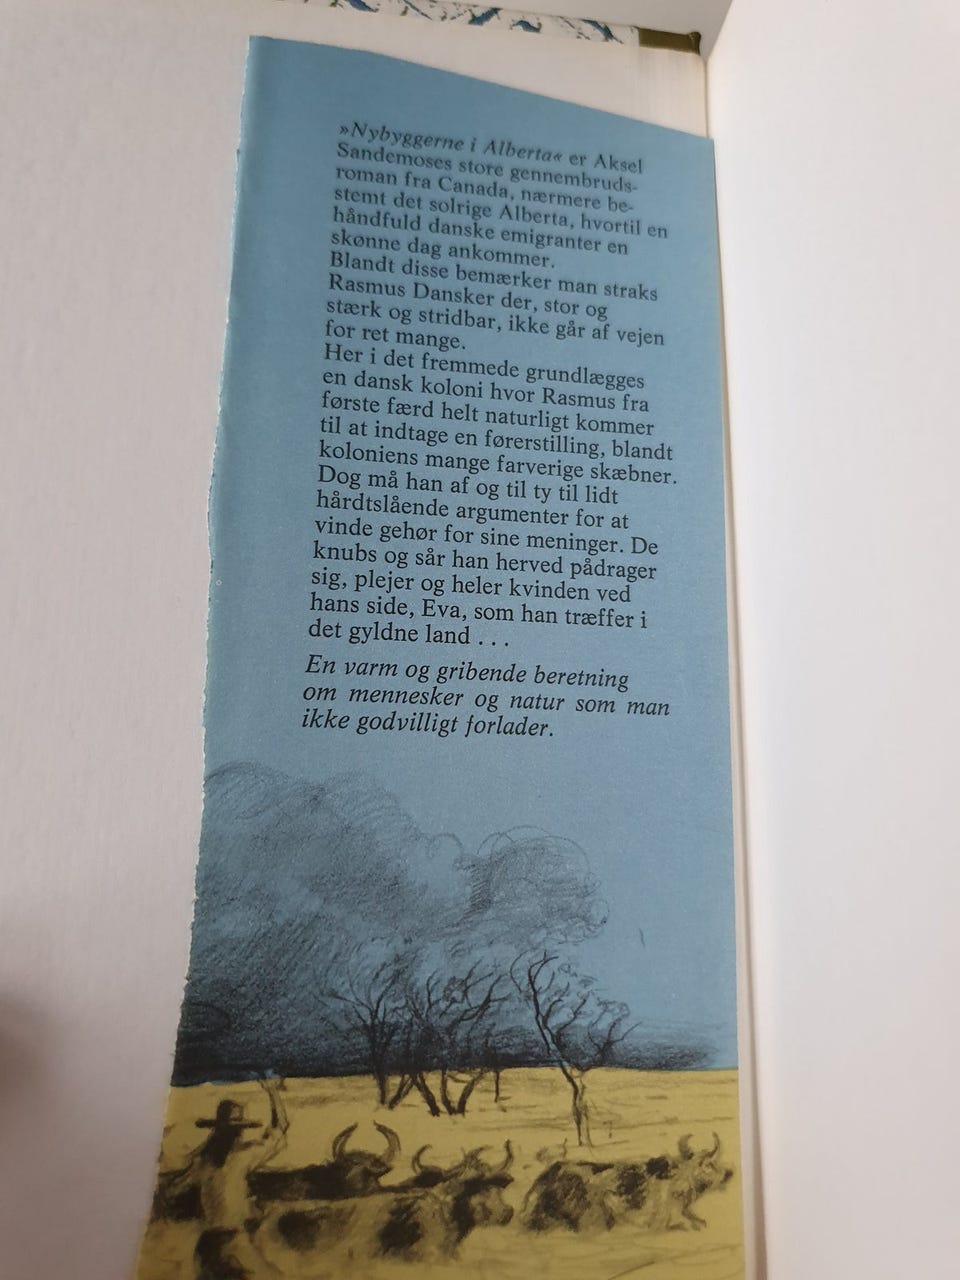 »Nybyggerne i Alberta« er Aksel
Sandemoses store gennembruds-
roman fra Canada, nærmere be-
stemt det solrige Alberta, hvortil en
håndfuld danske emigranter en
skønne dag ankommer.
Blandt disse bemærker man straks
Rasmus Dansker der, stor og
stærk og stridbar, ikke går af vejen
for ret mange.
Her i det fremmede grundlægges
en dansk koloni hvor Rasmus fra
første færd helt naturligt kommer
til at indtage en førerstilling, blandt
koloniens mange farverige skæbner.
Dog må han af og til ty til lidt
hårdtslående argumenter for at
vinde gehør for sine meninger. De
knubs og sår han herved pådrager
sig, plejer og heler kvinden ved
hans side, Eva, som han træffer i
det gyldne land . . .
En varm og gribende beretning
om mennesker og natur som man
ikke godvilligt forlader.